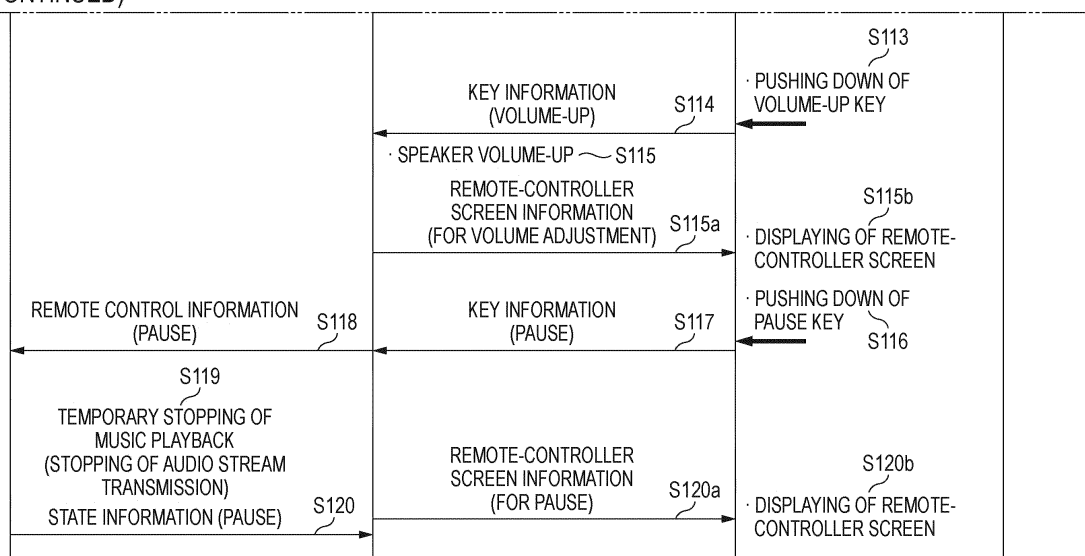 S113
· PUSHING DOWN OF
VOLUME-UP KEY
KEY INFORMATION
(VOLUME-UP)
S114
· SPEAKER VOLUME-UP
S115
REMOTE-CONTROLLER
SCREEN INFORMATION
(FOR VOLUME ADJUSTMENT)
S115a
S115b
· DISPLAYING OF REMOTE-
CONTROLLER SCREEN
· PUSHING DOWN OF
PAUSE KEY
S116
KEY INFORMATION
(PAUSE)
S117
REMOTE CONTROL INFORMATION
(PAUSE)
S118
S119
TEMPORARY STOPPING OF
MUSIC PLAYBACK
(STOPPING OF AUDIO STREAM
TRANSMISSION)
STATE INFORMATION (PAUSE)
S120
REMOTE-CONTROLLER
SCREEN INFORMATION
(FOR PAUSE)
S120a
S120b
· DISPLAYING OF REMOTE-
CONTROLLER SCREEN